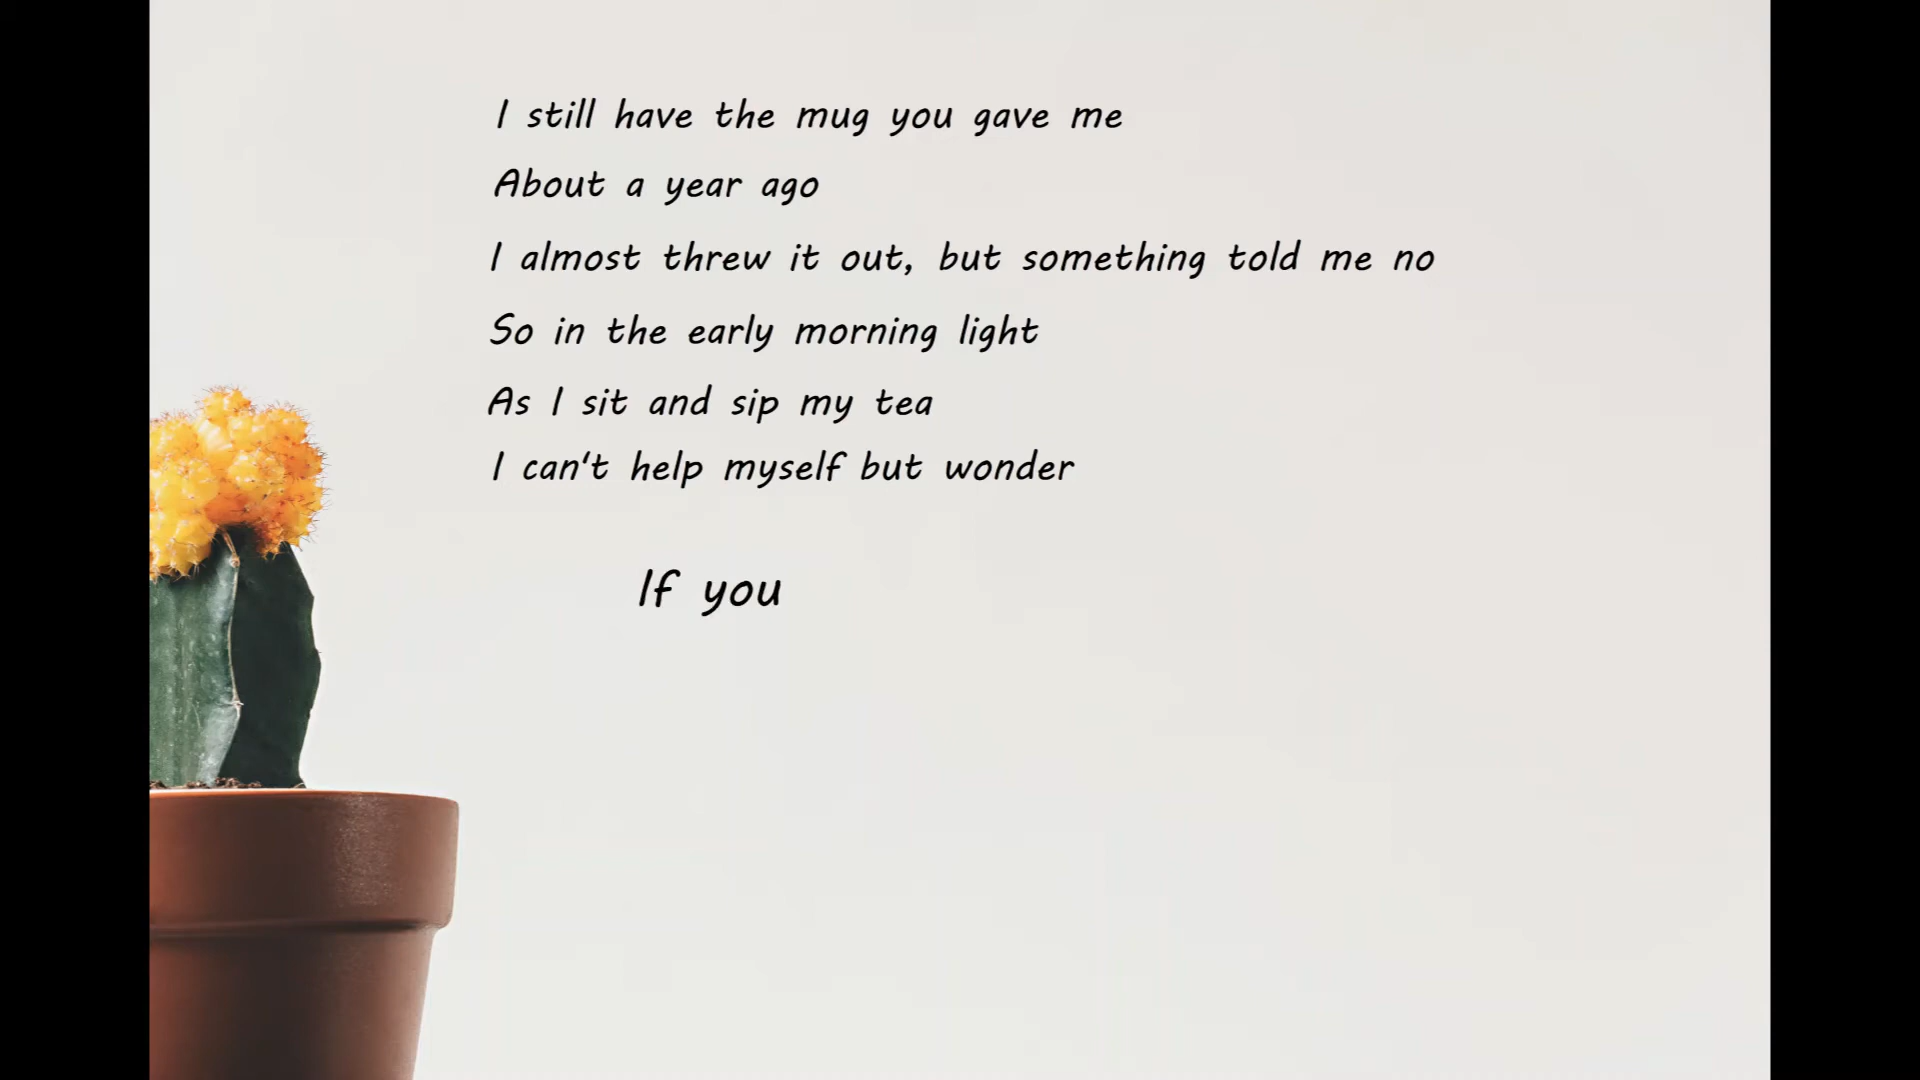 I still have the mug you gave me
About a year ago
I almost threw it out, but something told me no
So in the early morning light
As I sit and sip my tea
I can't help myself but wonder
If you